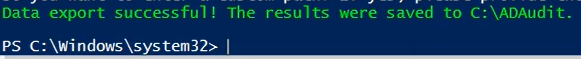 Data export successful! The results were saved to C:\ADAudit.
PS C:\Windows\system32>